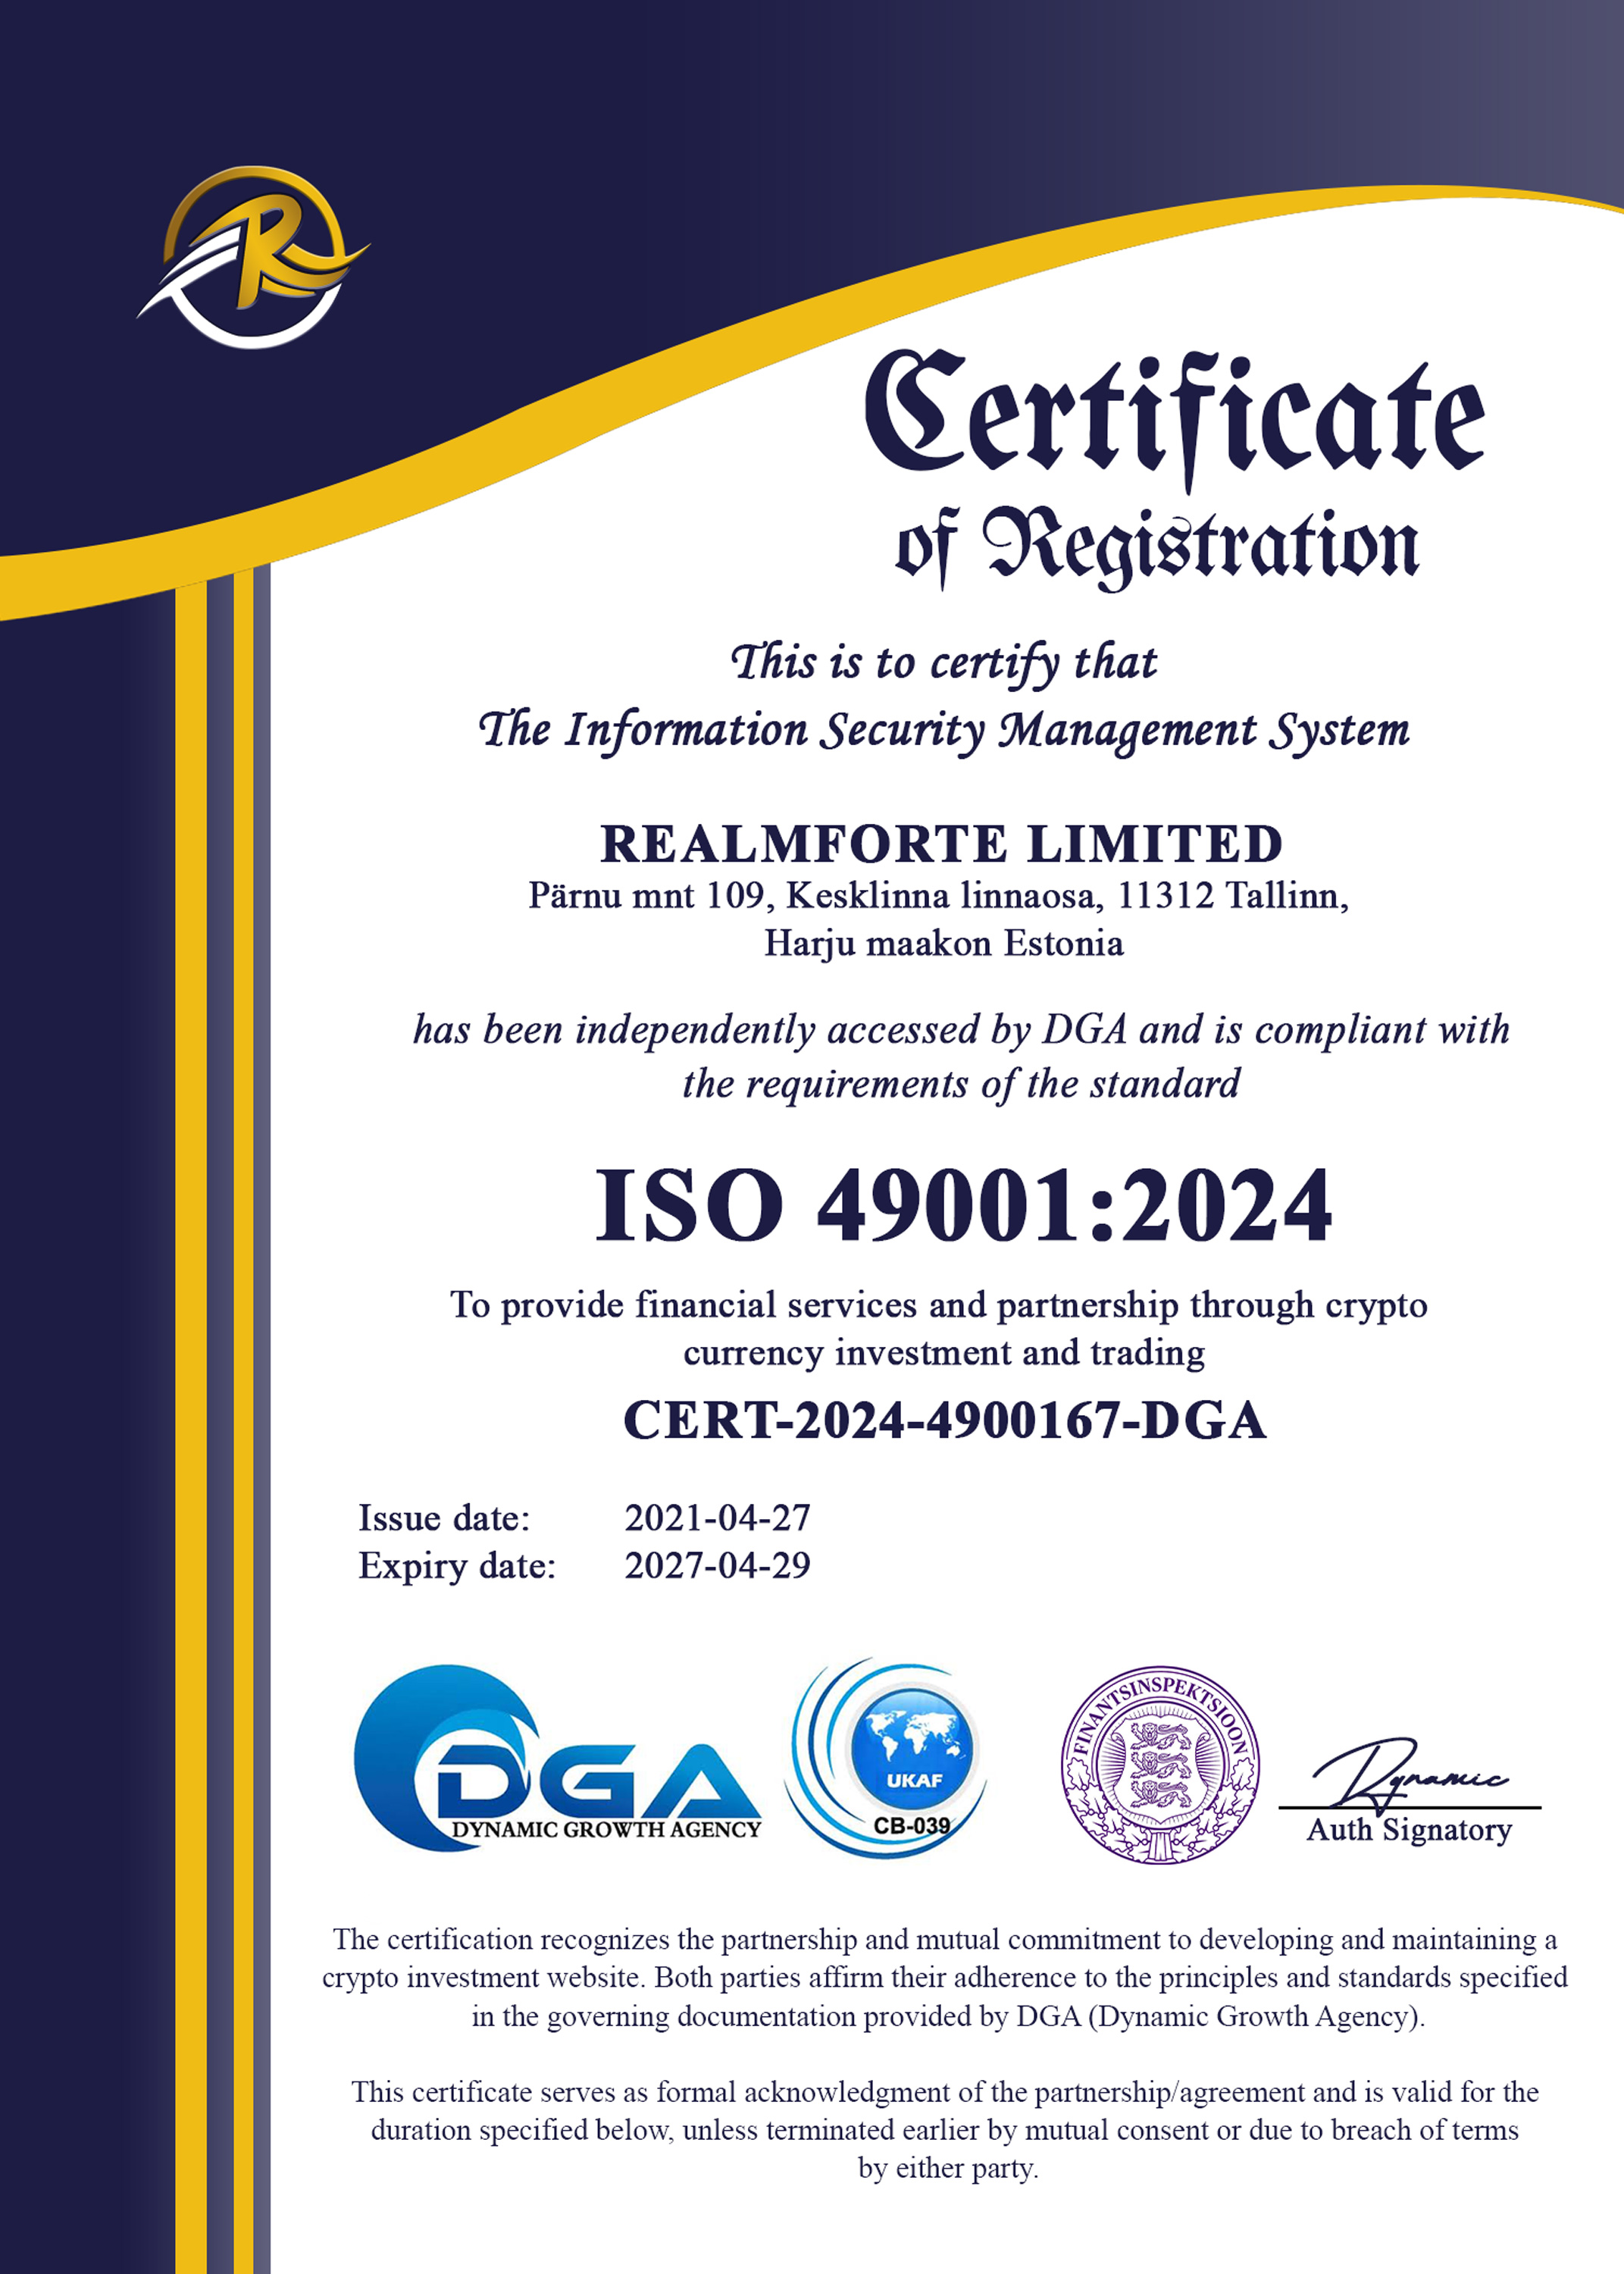 R
Certificate
of Registration
This is to certify that
The Information Security Management System
REALMFORTE LIMITED
Pärnu mnt 109, Kesklinna linnaosa, 11312 Tallinn,
Harju maakon Estonia
has been independently accessed by DGA and is compliant with
the requirements of the standard
ISO 49001:2024
To provide financial services and partnership through crypto
currency investment and trading
CERT-2024-4900167-DGA
Issue date: 2021-04-27
Expiry date: 2027-04-29
DGA
DYNAMIC GROWTH AGENCY
UKAF
CB-039
FINANTSINSPEKTSIOON
Dynamic
Auth Signatory
The certification recognizes the partnership and mutual commitment to developing and maintaining a
crypto investment website. Both parties affirm their adherence to the principles and standards specified
in the governing documentation provided by DGA (Dynamic Growth Agency).
This certificate serves as formal acknowledgment of the partnership/agreement and is valid for the
duration specified below, unless terminated earlier by mutual consent or due to breach of terms
by either party.